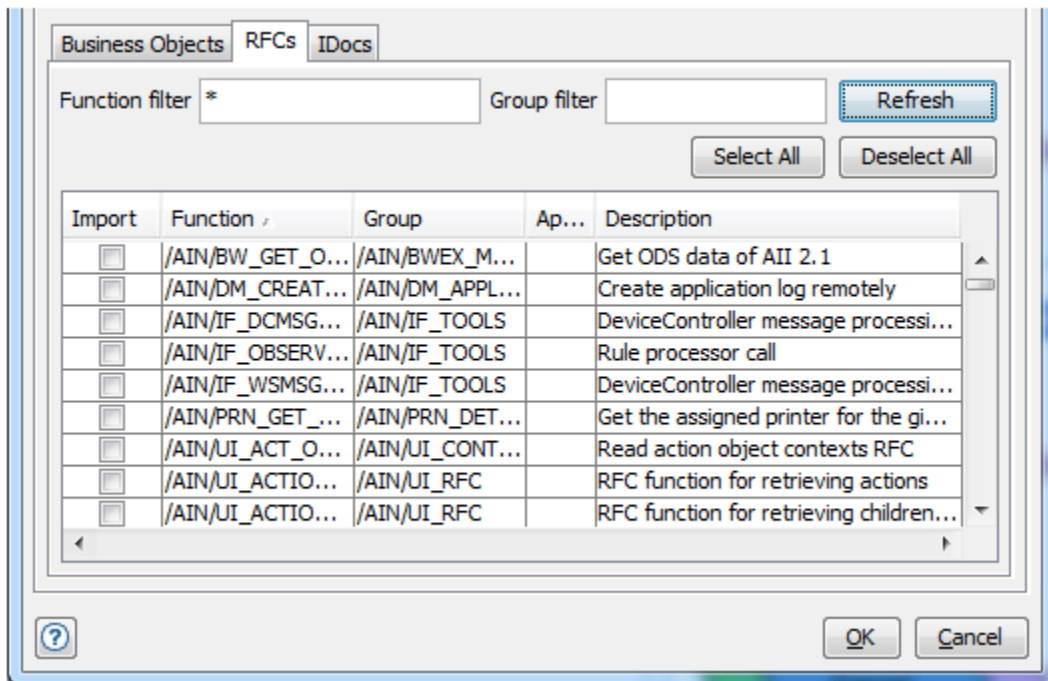 Business Objects RFCs IDocs
Function filter * Group filter Refresh
Select All Deselect All
Import Function Group Ap... Description
/AIN/BW_GET_O... /AIN/BWEX_M... Get ODS data of AII 2.1
/AIN/DM_CREAT... /AIN/DM_APPL... Create application log remotely
/AIN/IF_DCMSG... /AIN/IF_TOOLS DeviceController message processi...
/AIN/IF_OBSERV... /AIN/IF_TOOLS Rule processor call
/AIN/IF_WSMSG... /AIN/IF_TOOLS DeviceController message processi...
/AIN/PRN_GET_... /AIN/PRN_DET... Get the assigned printer for the gi...
/AIN/UI_ACT_O... /AIN/UI_CONT... Read action object contexts RFC
/AIN/UI_ACTIO... /AIN/UI_RFC RFC function for retrieving actions
/AIN/UI_ACTIO... /AIN/UI_RFC RFC function for retrieving children...
? OK Cancel